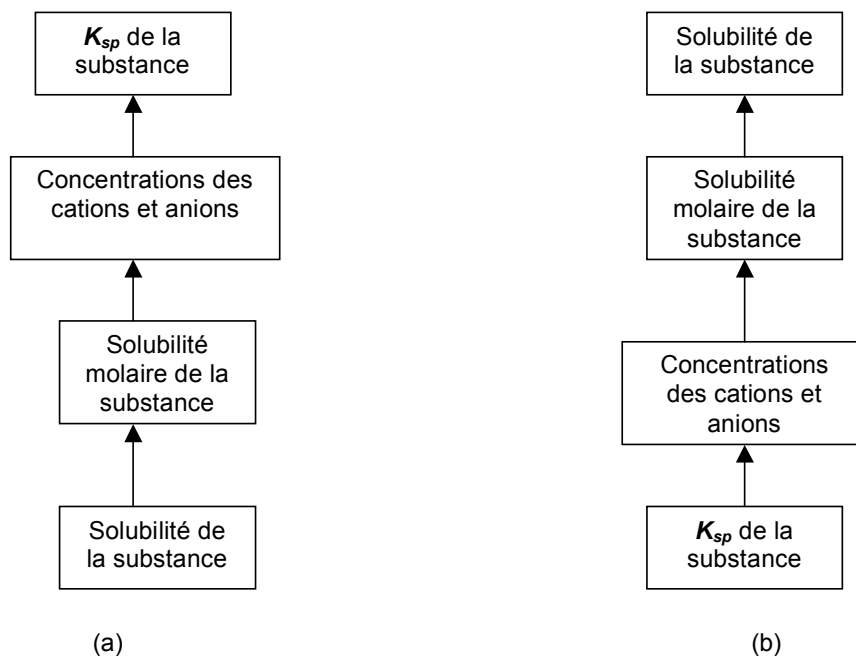 K_sp de la
substance
Concentrations des
cations et anions
Solubilité
molaire de la
substance
Solubilité de
la substance
(a)
Solubilité de
la substance
Solubilité
molaire de la
substance
Concentrations
des cations et
anions
K_sp de la
substance
(b)